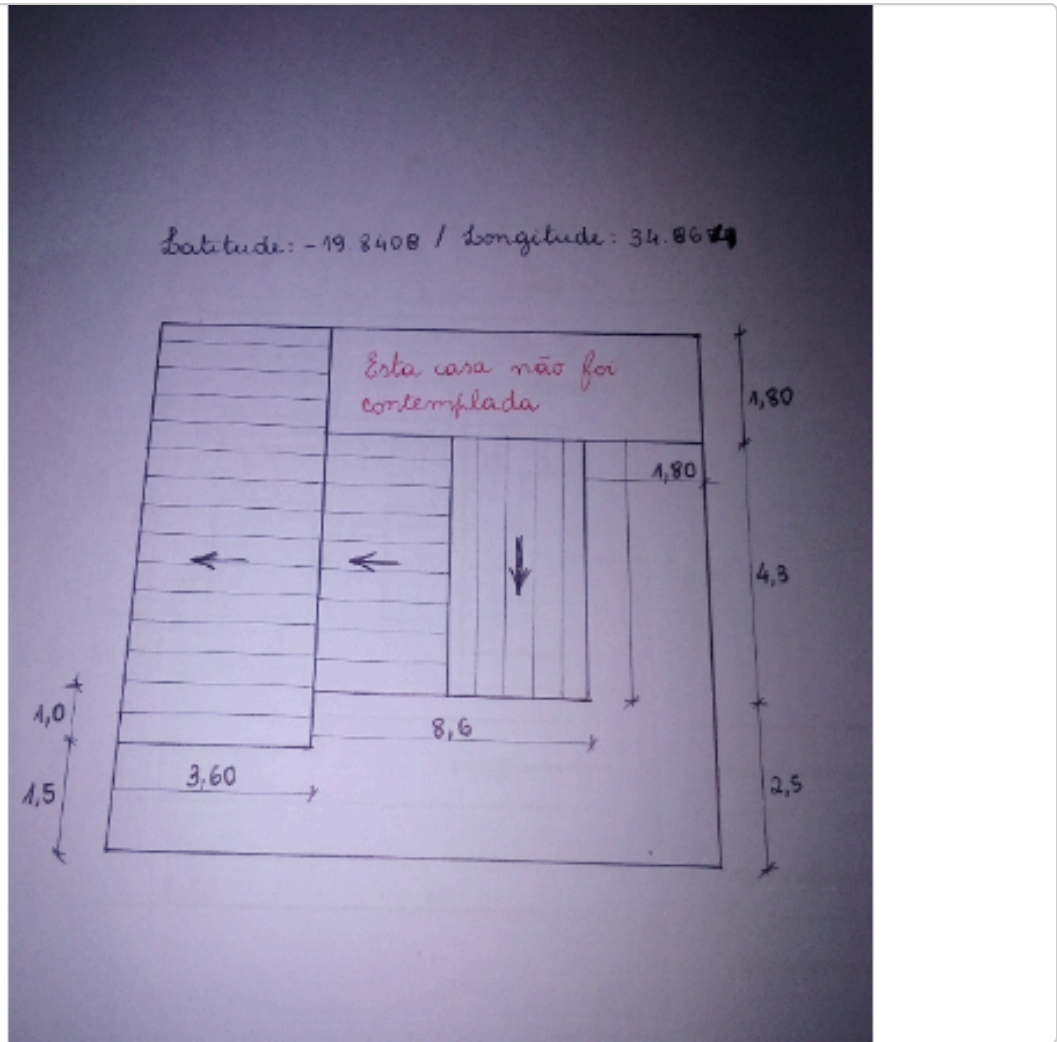 Latitude: -19.8408 / Longitude: 34.86
Esta casa não foi
contemplada
1,80
1,80
4,3
1,0
8,6
3,60
1,5
2,5